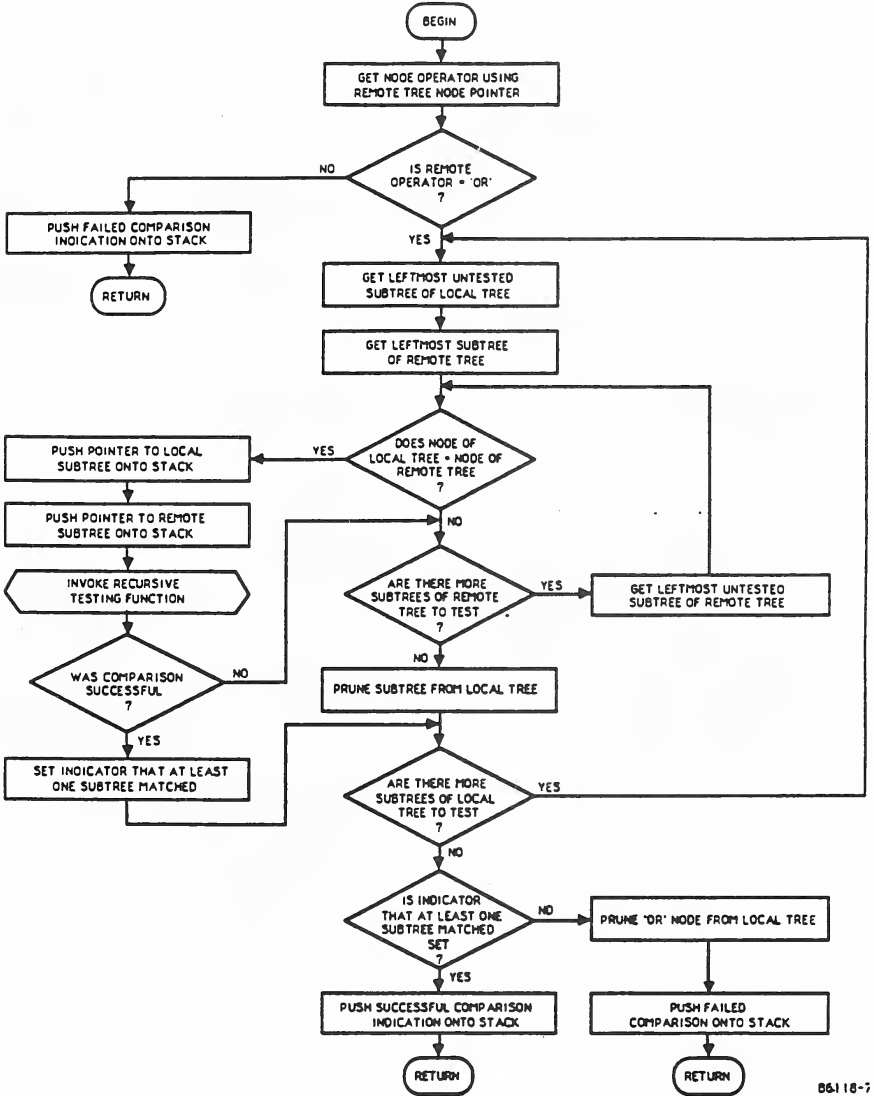 BEGIN
GET NODE OPERATOR USING
REMOTE TREE NODE POINTER
IS REMOTE
OPERATOR = 'OR'
?
NO
PUSH FAILED COMPARISON
INDICATION ONTO STACK
RETURN
YES
GET LEFTMOST UNTESTED
SUBTREE OF LOCAL TREE
GET LEFTMOST SUBTREE
OF REMOTE TREE
DOES NODE OF
LOCAL TREE = NODE OF
REMOTE TREE
?
YES
PUSH POINTER TO LOCAL
SUBTREE ONTO STACK
PUSH POINTER TO REMOTE
SUBTREE ONTO STACK
INVOKE RECURSIVE
TESTING FUNCTION
WAS COMPARISON
SUCCESSFUL
?
NO
YES
SET INDICATOR THAT AT LEAST
ONE SUBTREE MATCHED
NO
ARE THERE MORE
SUBTREES OF REMOTE
TREE TO TEST
?
YES
GET LEFTMOST UNTESTED
SUBTREE OF REMOTE TREE
NO
PRUNE SUBTREE FROM LOCAL TREE
ARE THERE MORE
SUBTREES OF LOCAL
TREE TO TEST
?
YES
NO
IS INDICATOR
THAT AT LEAST ONE
SUBTREE MATCHED
SET
?
NO
PRUNE 'OR' NODE FROM LOCAL TREE
YES
PUSH SUCCESSFUL COMPARISON
INDICATION ONTO STACK
PUSH FAILED
COMPARISON ONTO STACK
RETURN
RETURN
86118-7